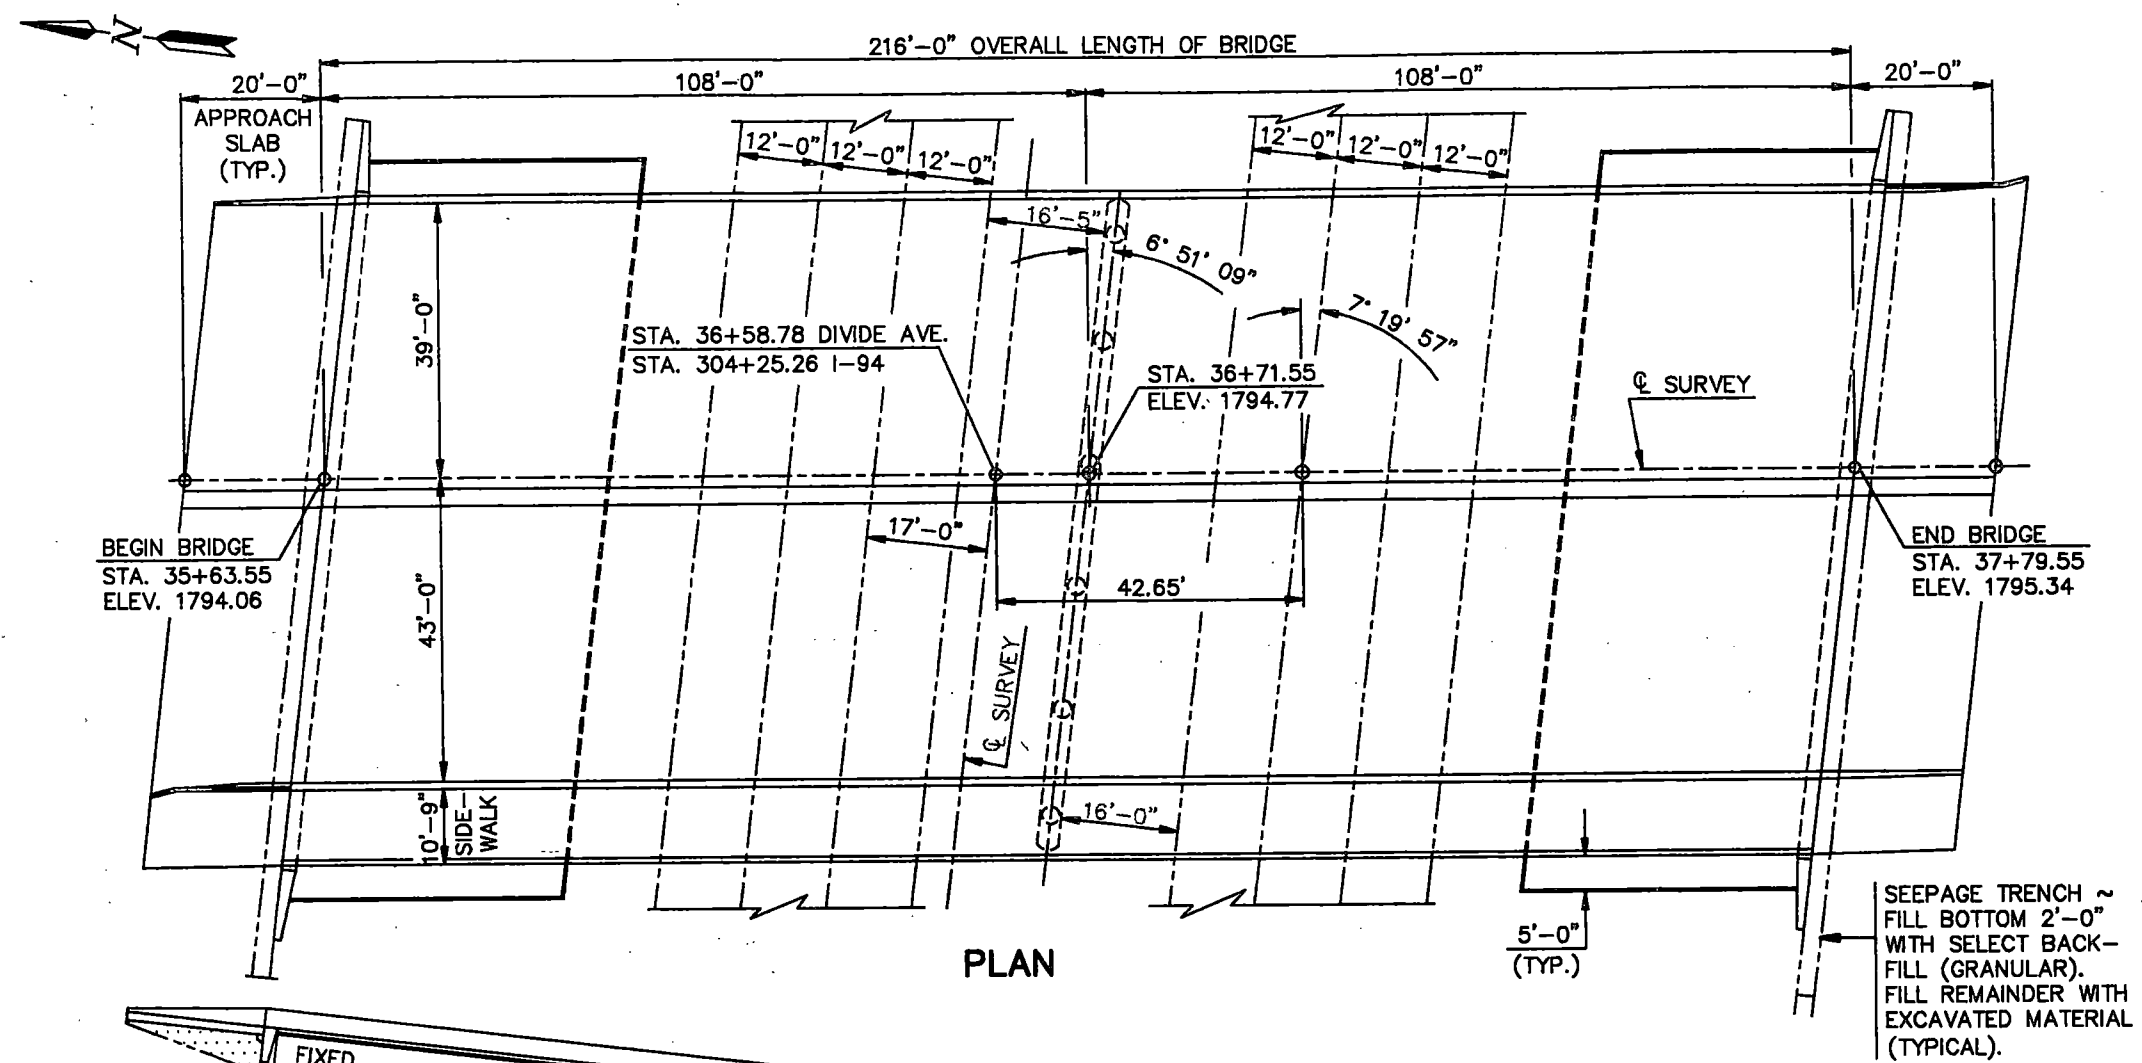 N
216'-0" OVERALL LENGTH OF BRIDGE
20'-0"
108'-0"
108'-0"
20'-0"
APPROACH
SLAB
(TYP.)
12'-0"
12'-0"
12'-0"
12'-0"
12'-0"
12'-0"
16'-5"
6° 51' 09"
7° 19' 57"
39'-0"
STA. 36+58.78 DIVIDE AVE.
STA. 304+25.26 I-94
STA. 36+71.55
ELEV. 1794.77
℄ SURVEY
BEGIN BRIDGE
STA. 35+63.55
ELEV. 1794.06
17'-0"
42.65'
END BRIDGE
STA. 37+79.55
ELEV. 1795.34
43'-0"
℄ SURVEY
10'-9"
SIDE-
WALK
16'-0"
5'-0"
(TYP.)
PLAN
SEEPAGE TRENCH ~
FILL BOTTOM 2'-0"
WITH SELECT BACK-
FILL (GRANULAR).
FILL REMAINDER WITH
EXCAVATED MATERIAL
(TYPICAL).
FIXED